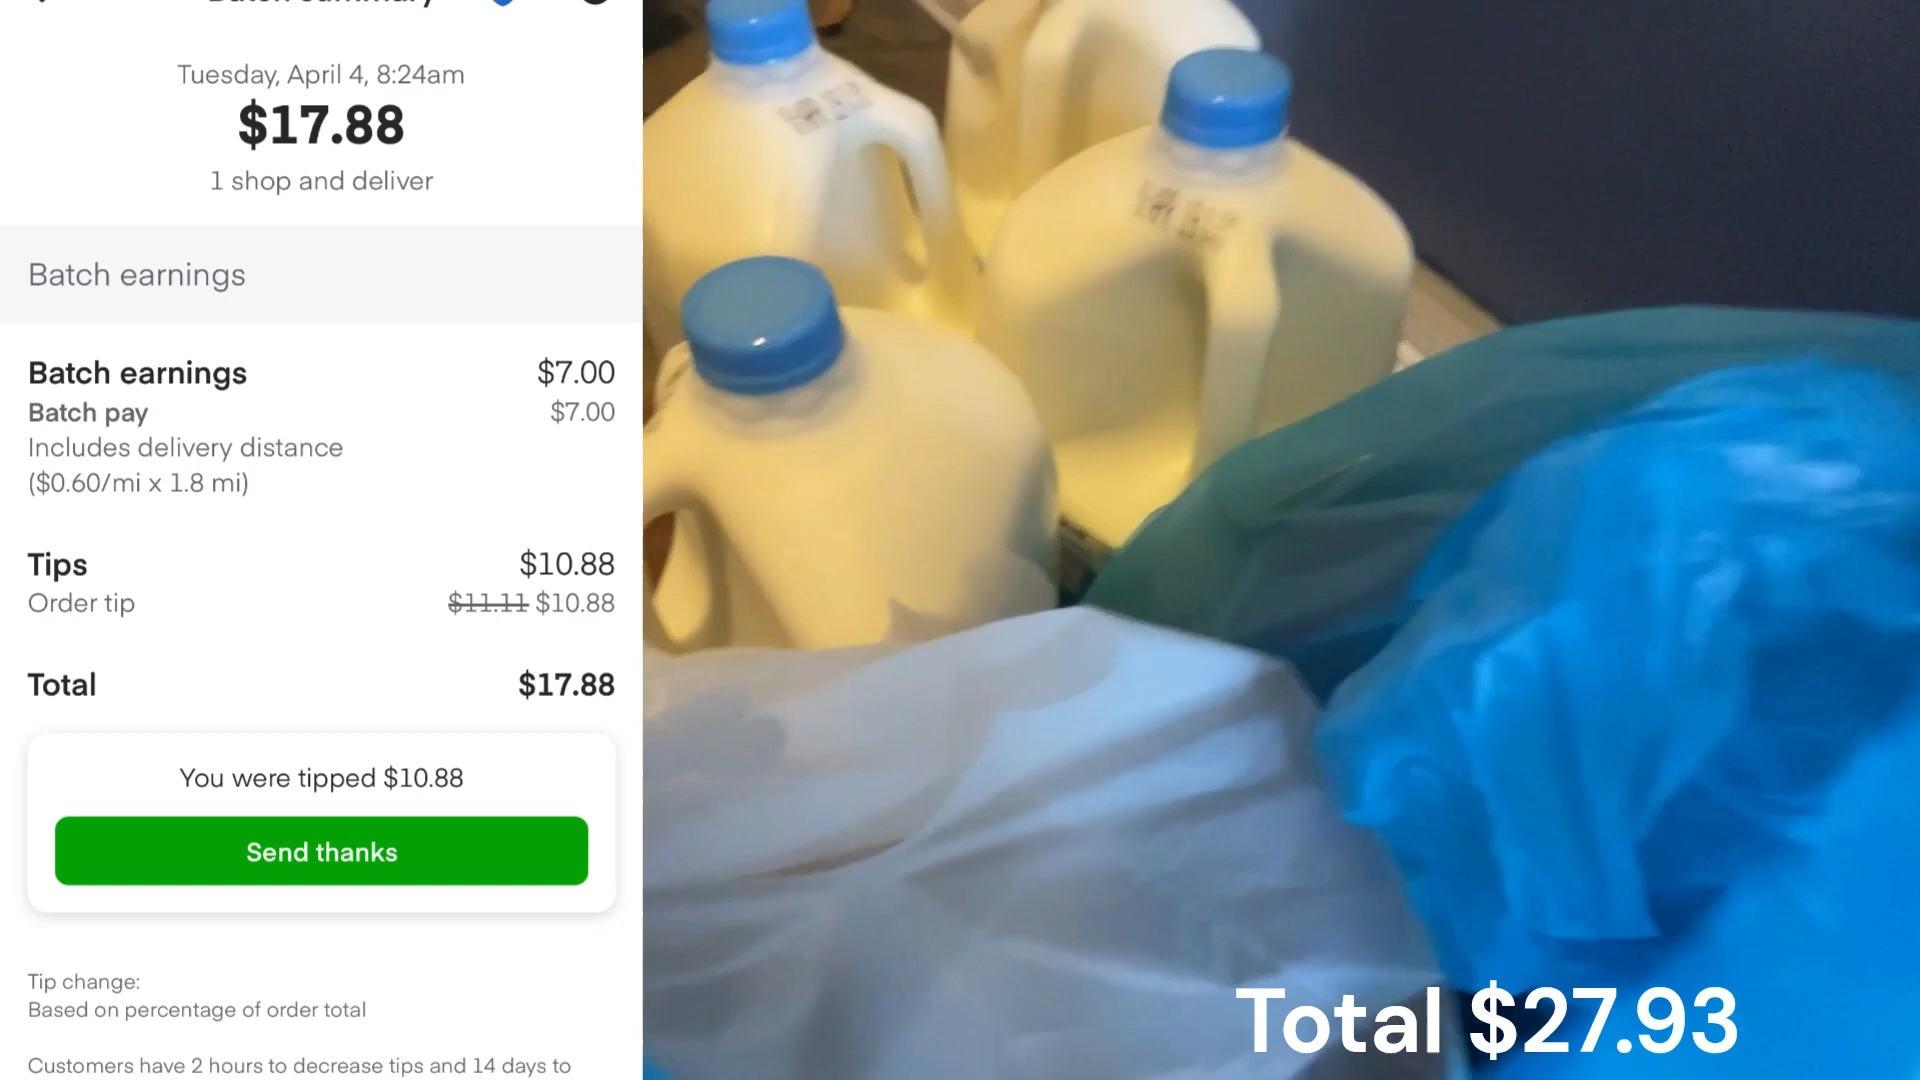 Batch summary
Tuesday, April 4, 8:24am
$17.88
1 shop and deliver
Batch earnings
Batch earnings $7.00
Batch pay $7.00
Includes delivery distance
($0.60/mi x 1.8 mi)
Tips $10.88
Order tip $11.11 $10.88
Total $17.88
You were tipped $10.88
Send thanks
Tip change:
Based on percentage of order total
Customers have 2 hours to decrease tips and 14 days to
Total $27.93